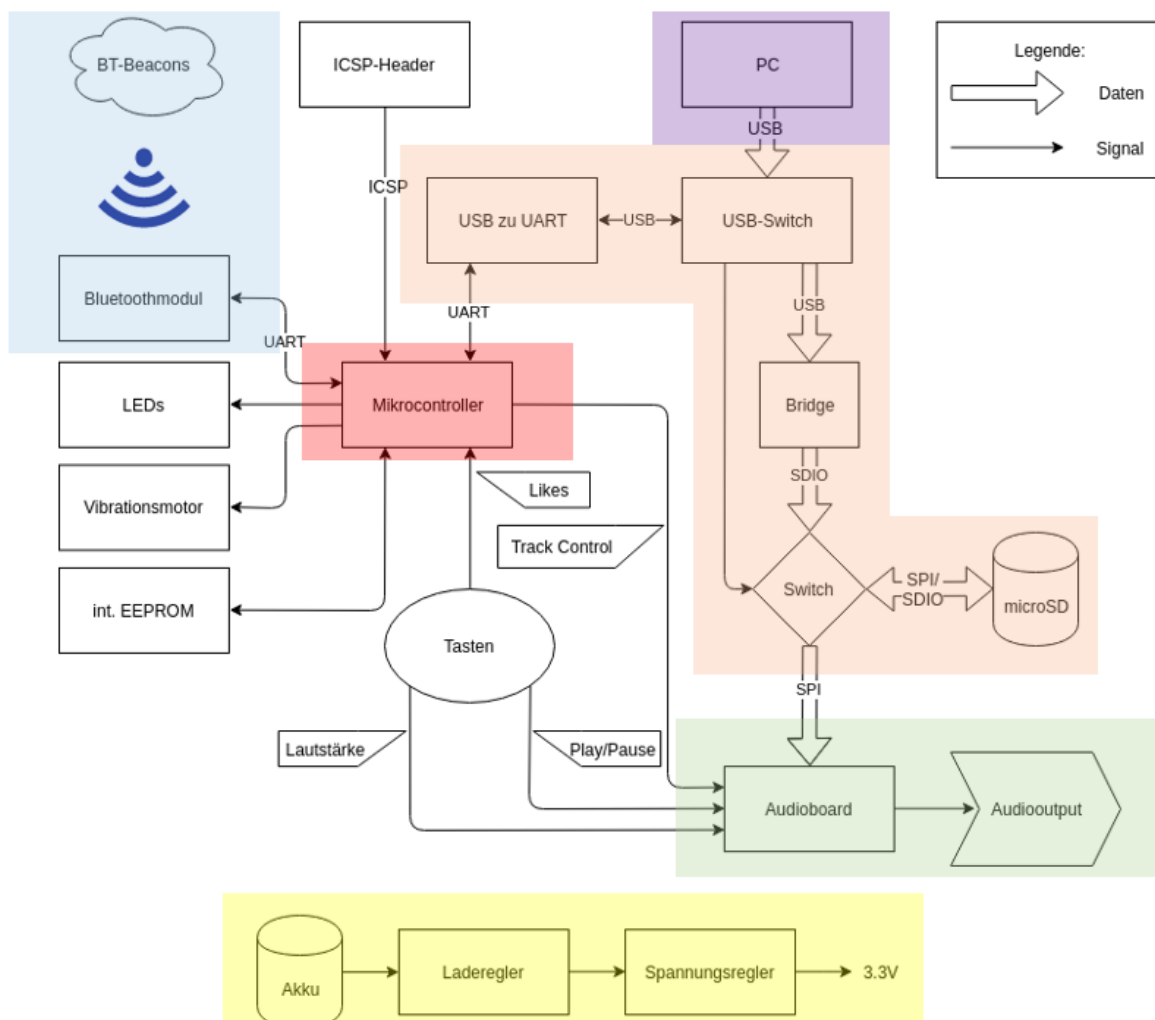 BT-Beacons
ICSP-Header
PC
Legende:
Daten
Signal
USB
ICSP
USB zu UART
USB
USB-Switch
Bluetoothmodul
UART
UART
USB
LEDs
Mikrocontroller
Bridge
SDIO
Likes
Vibrationsmotor
Track Control
Switch
SPI/
SDIO
microSD
int. EEPROM
Tasten
SPI
Lautstärke
Play/Pause
Audioboard
Audiooutput
Akku
Laderegler
Spannungsregler
3.3V